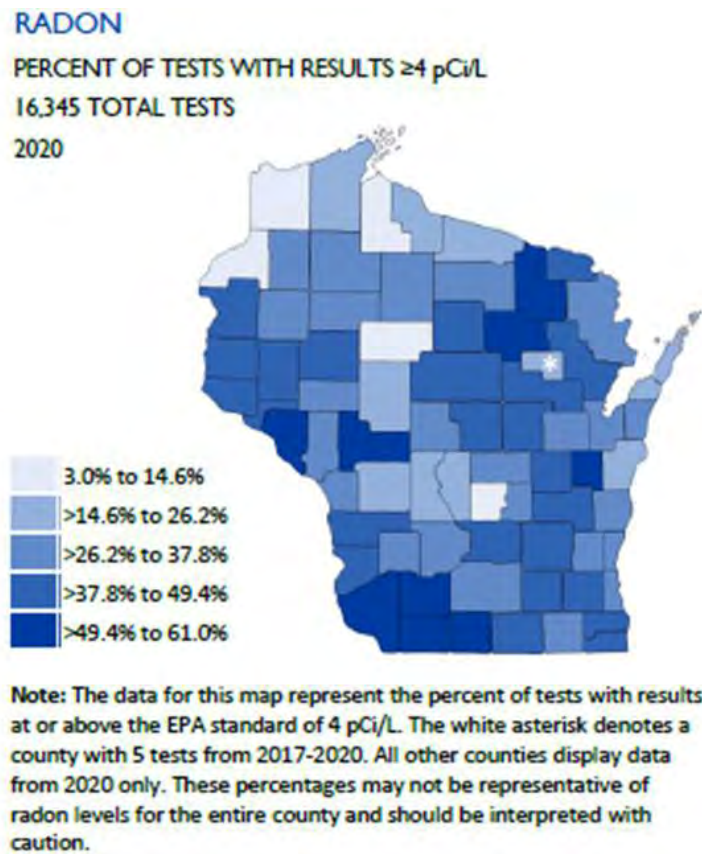 RADON
PERCENT OF TESTS WITH RESULTS ≥4 pCi/L
16,345 TOTAL TESTS
2020
3.0% to 14.6%
>14.6% to 26.2%
>26.2% to 37.8%
>37.8% to 49.4%
>49.4% to 61.0%
Note: The data for this map represent the percent of tests with results
at or above the EPA standard of 4 pCi/L. The white asterisk denotes a
county with 5 tests from 2017-2020. All other counties display data
from 2020 only. These percentages may not be representative of
radon levels for the entire county and should be interpreted with
caution.